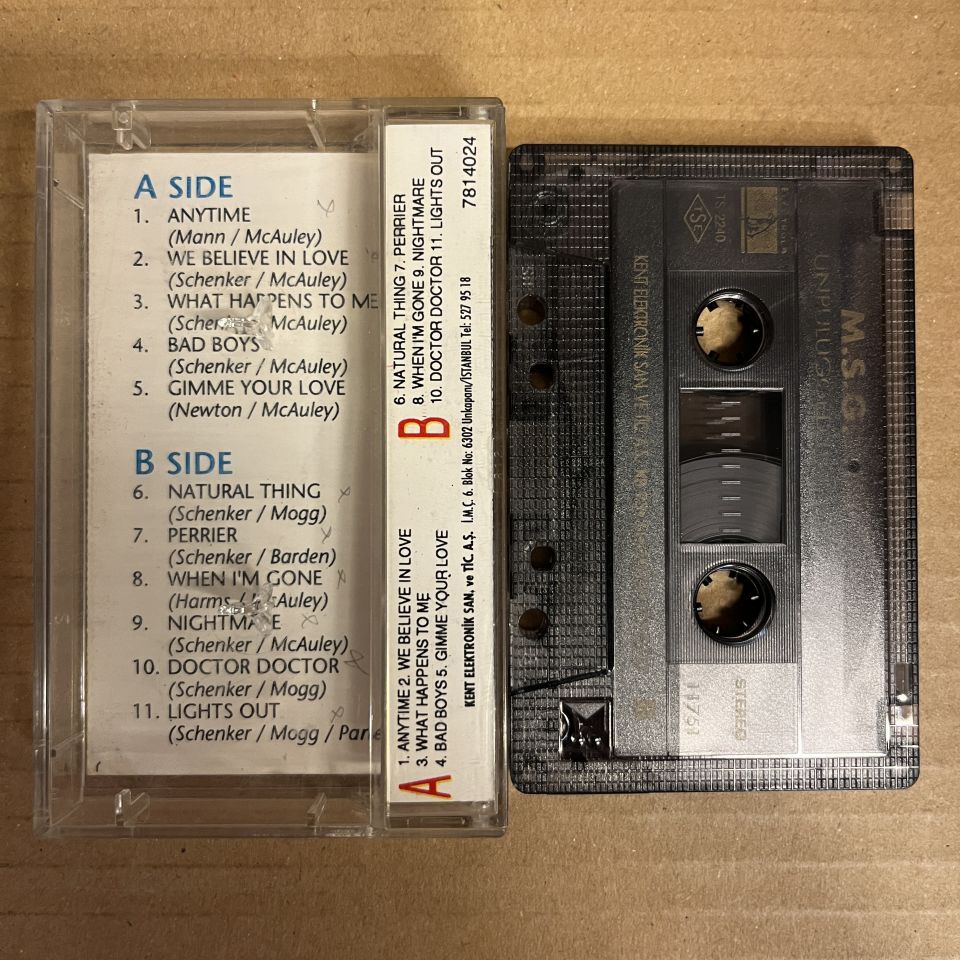 A SIDE
1. ANYTIME
(Mann / McAuley)
2. WE BELIEVE IN LOVE
(Schenker / McAuley)
3. WHAT HAPPENS TO ME
(Schenker / McAuley)
4. BAD BOYS
(Schenker / McAuley)
5. GIMME YOUR LOVE
(Newton / McAuley)
B SIDE
6. NATURAL THING
(Schenker / Mogg)
7. PERRIER
(Schenker / Barden)
8. WHEN I'M GONE
(Harms / McAuley)
9. NIGHTMARE
(Schenker / McAuley)
10. DOCTOR DOCTOR
(Schenker / Mogg)
11. LIGHTS OUT
(Schenker / Mogg /
A
1. ANYTIME 2. WE BELIEVE IN LOVE
3. WHAT HAPPENS TO ME
4. BAD BOYS 5. GIMME YOUR LOVE
B
6. NATURAL THING 7. PERRIER
8. WHEN I'M GONE 9. NIGHTMARE
10. DOCTOR DOCTOR 11. LIGHTS OUT
KENT ELEKTRONİK SAN. ve TİC. A.Ş. İ.M.Ç. 6. Blok No: 6302 Unkapanı/İSTANBUL Tel: 527 95 18
7814024
M.S.G.
UNPLUGGED
TS 2240
TSE
KENT ELEKTRONİK SAN. VE TİC. A.Ş.
STEREO